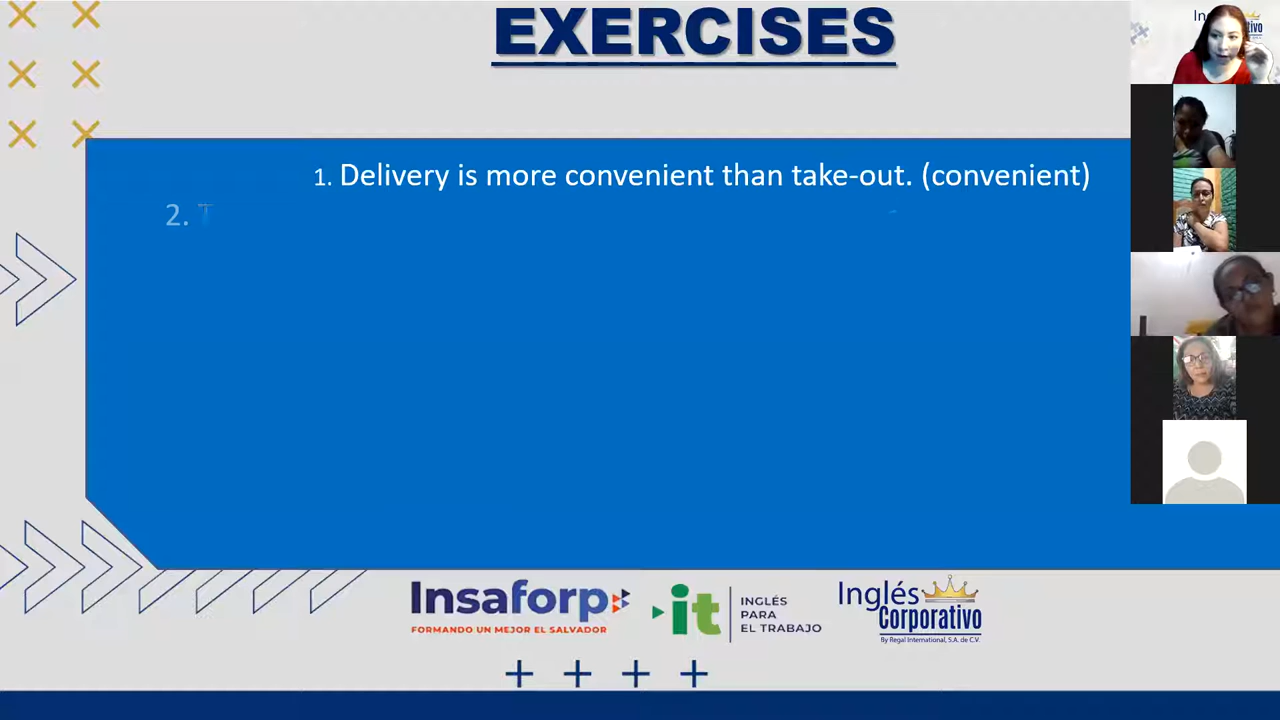 EXERCISES
1. Delivery is more convenient than take-out. (convenient)
2. T
Insaforp
FORMANDO UN MEJOR EL SALVADOR
it
INGLÉS
PARA
EL TRABAJO
Inglés
Corporativo
By Regal International, S.A. de C.V.